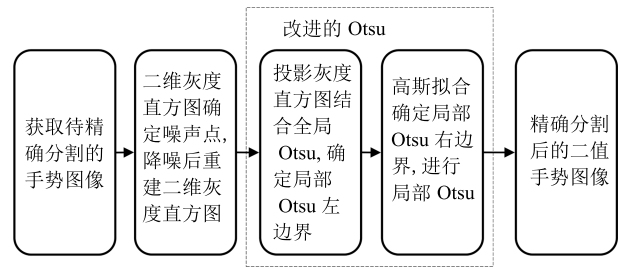 改进的 Otsu
获取待精
确分割的
手势图像
二维灰度
直方图确
定噪声点,
降噪后重
建二维灰
度直方图
投影灰度
直方图结
合全局
Otsu, 确
定局部
Otsu 左
边界
高斯拟合
确定局部
Otsu 右边
界, 进行
局部 Otsu
精确分割
后的二值
手势图像